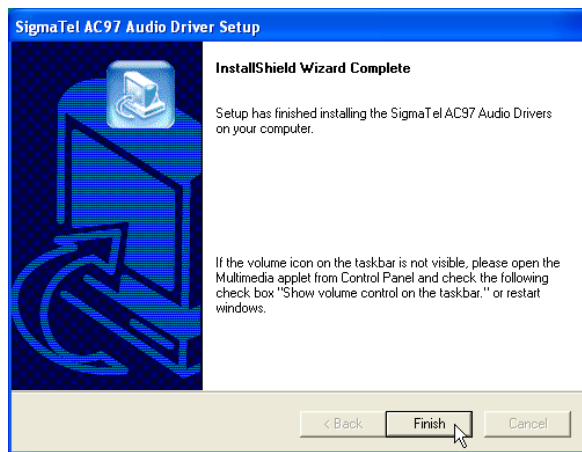 SigmaTel AC97 Audio Driver Setup
InstallShield Wizard Complete
Setup has finished installing the SigmaTel AC97 Audio Drivers
on your computer.
If the volume icon on the taskbar is not visible, please open the
Multimedia applet from Control Panel and check the following
check box "Show volume control on the taskbar." or restart
windows.
< Back Finish Cancel